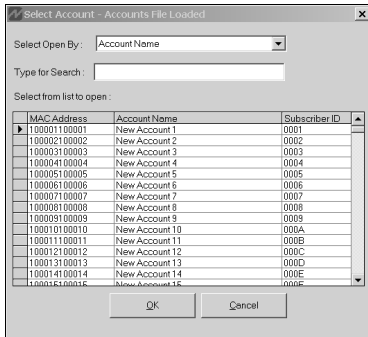 Select Account - Accounts File Loaded
Select Open By: Account Name
Type for Search:
Select from list to open:
MAC Address Account Name Subscriber ID
100001100001 New Account 1 0001
100002100002 New Account 2 0002
100003100003 New Account 3 0003
100004100004 New Account 4 0004
100005100005 New Account 5 0005
100006100006 New Account 6 0006
100007100007 New Account 7 0007
100008100008 New Account 8 0008
100009100009 New Account 9 0009
100010100010 New Account 10 000A
100011100011 New Account 11 000B
100012100012 New Account 12 000C
100013100013 New Account 13 000D
100014100014 New Account 14 000E
100015100015 New Account 15 000F
OK Cancel